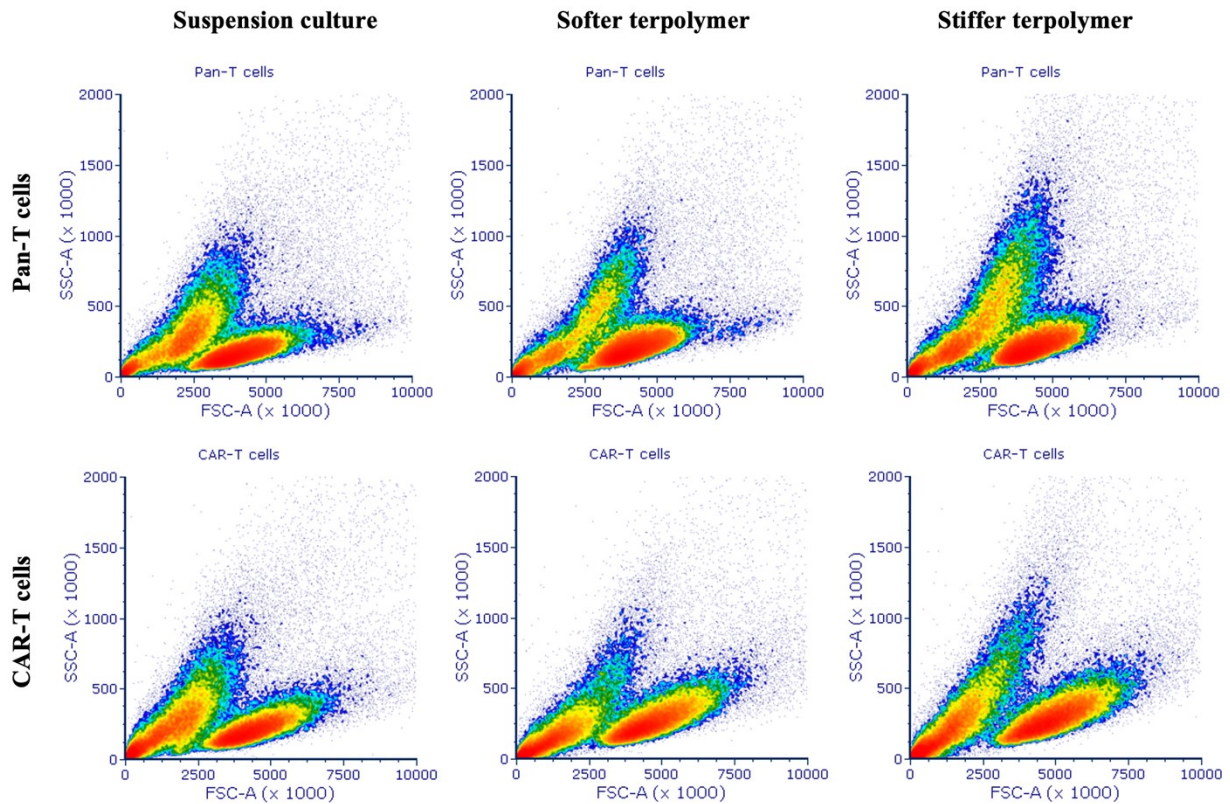 Suspension culture
Softer terpolymer
Stiffer terpolymer
Pan-T cells
Pan-T cells
2000
1500
1000
500
0
SSC-A (x 1000)
0
2500
5000
7500
10000
FSC-A (x 1000)
Pan-T cells
2000
1500
1000
500
0
SSC-A (x 1000)
0
2500
5000
7500
10000
FSC-A (x 1000)
Pan-T cells
2000
1500
1000
500
0
SSC-A (x 1000)
0
2500
5000
7500
10000
FSC-A (x 1000)
CAR-T cells
CAR-T cells
2000
1500
1000
500
0
SSC-A (x 1000)
0
2500
5000
7500
10000
FSC-A (x 1000)
CAR-T cells
2000
1500
1000
500
0
SSC-A (x 1000)
0
2500
5000
7500
10000
FSC-A (x 1000)
CAR-T cells
2000
1500
1000
500
0
SSC-A (x 1000)
0
2500
5000
7500
10000
FSC-A (x 1000)